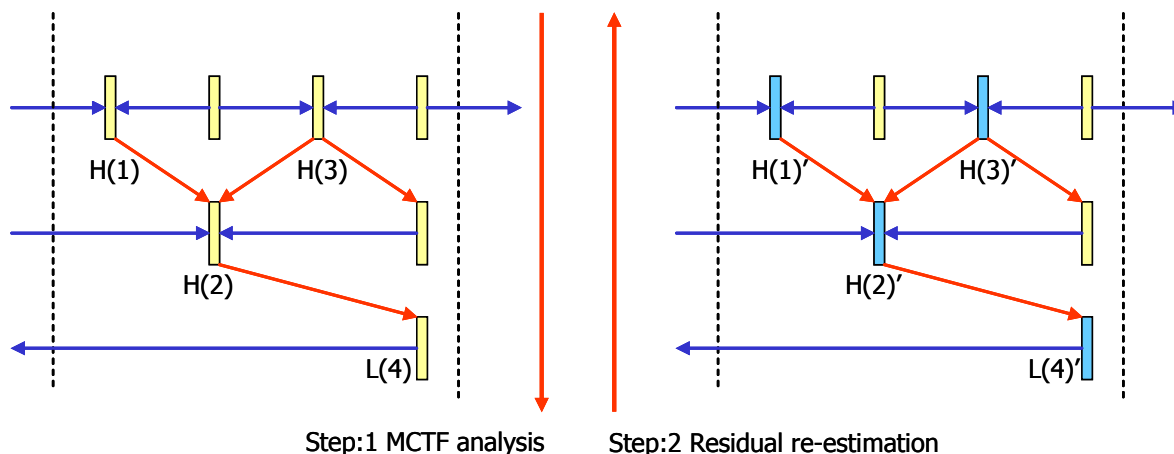 H(1)
H(3)
H(1)’
H(3)’
H(2)
H(2)’
L(4)
L(4)’
Step:1 MCTF analysis
Step:2 Residual re-estimation